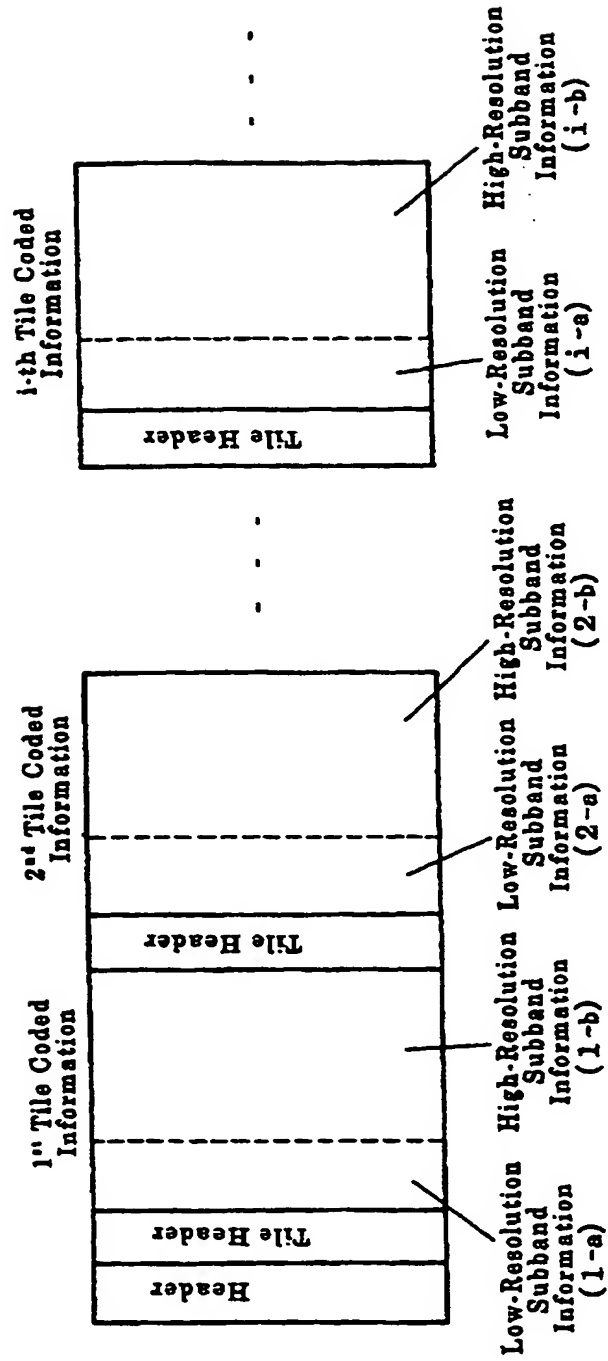 1st Tile Coded
Information
2nd Tile Coded
Information
i-th Tile Coded
Information
Header
Tile Header
Tile Header
Tile Header
Low-Resolution
Subband
Information
(1-a)
High-Resolution
Subband
Information
(1-b)
Low-Resolution
Subband
Information
(2-a)
High-Resolution
Subband
Information
(2-b)
Low-Resolution
Subband
Information
(i-a)
High-Resolution
Subband
Information
(i-b)